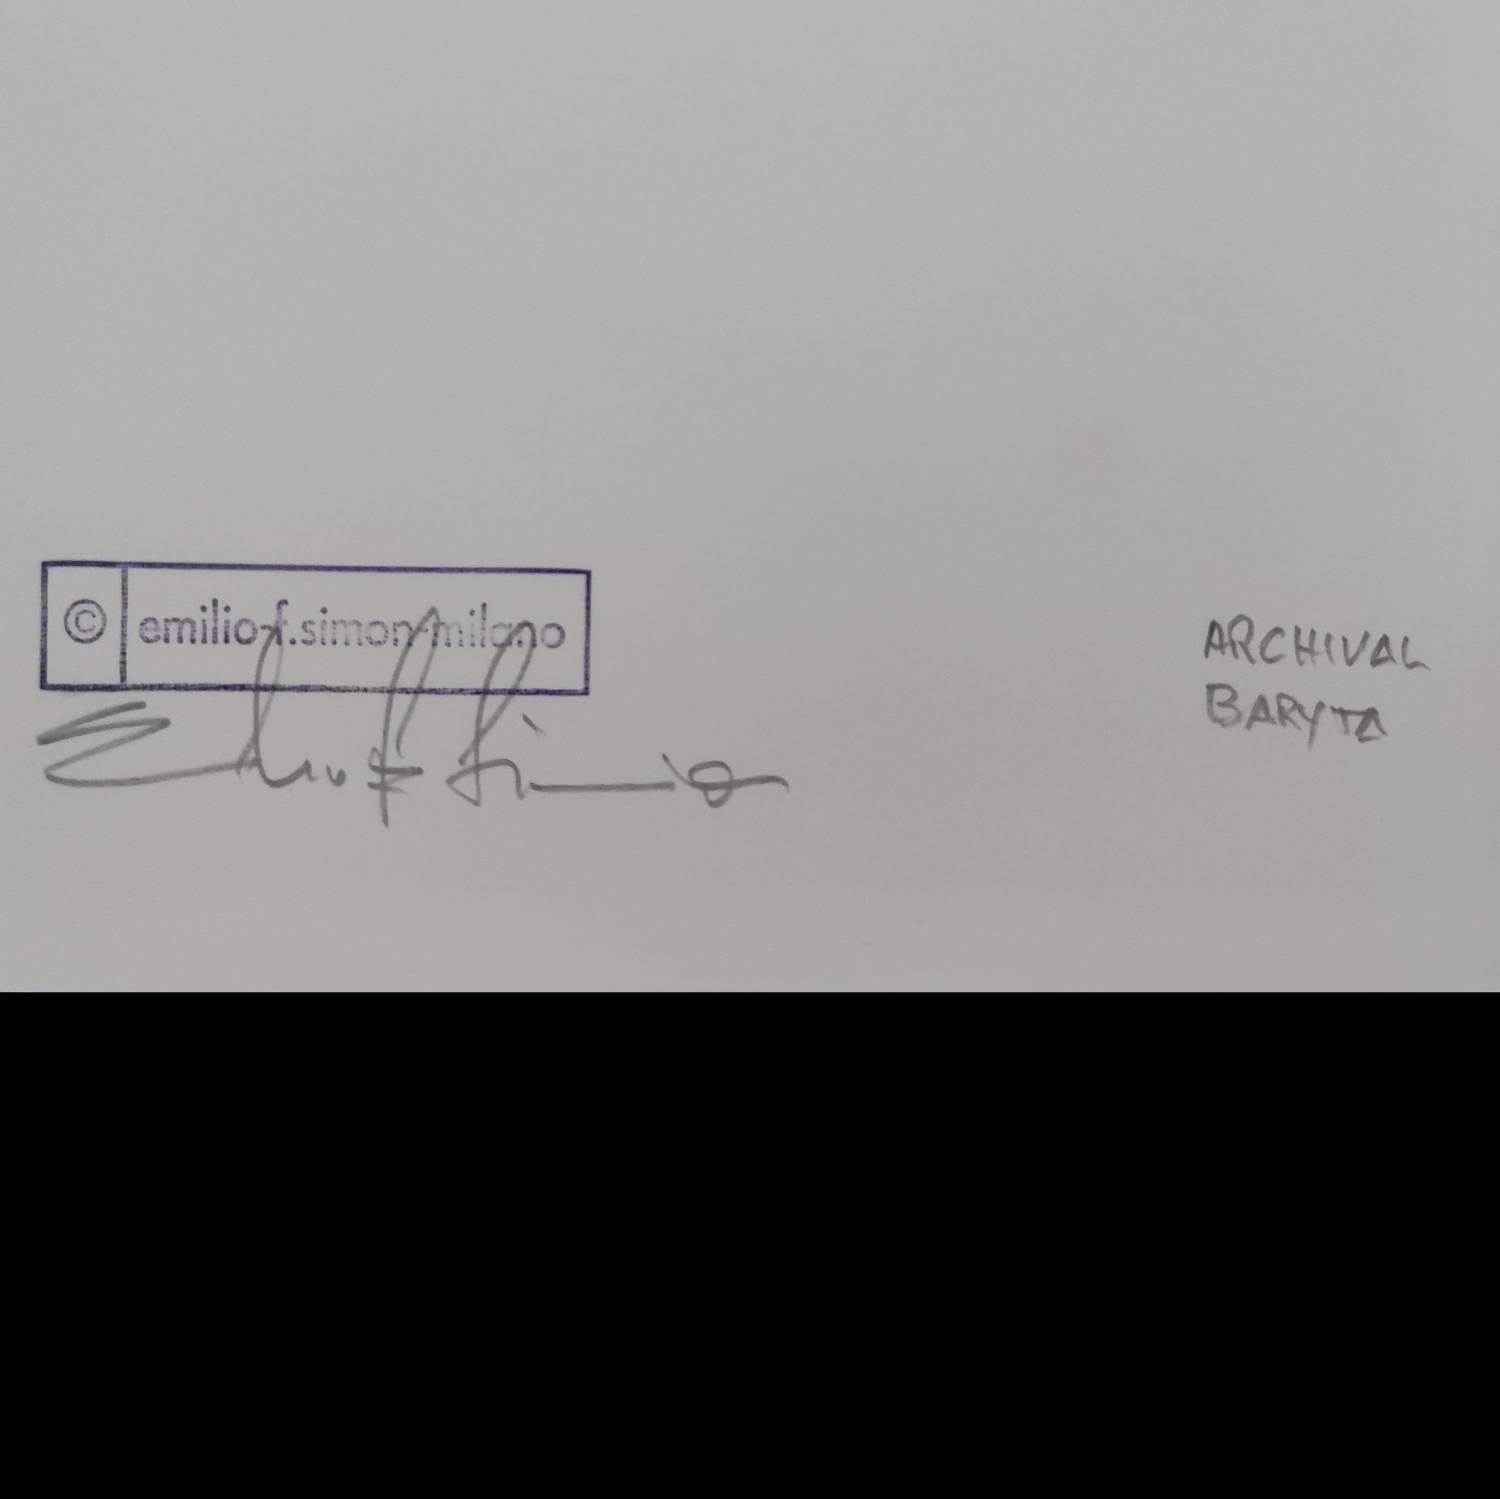 © emilio-f.simon-milano
ARCHIVAL
BARYTA